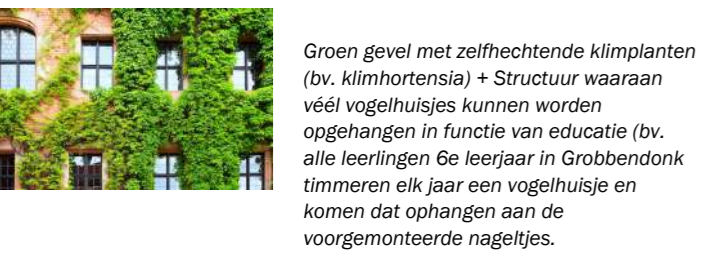 Groen gevel met zelfhechtende klimplanten
(bv. klimhortensia) + Structuur waaraan
véél vogelhuisjes kunnen worden
opgehangen in functie van educatie (bv.
alle leerlingen 6e leerjaar in Grobbendonk
timmeren elk jaar een vogelhuisje en
komen dat ophangen aan de
voorgemonteerde nageltjes.